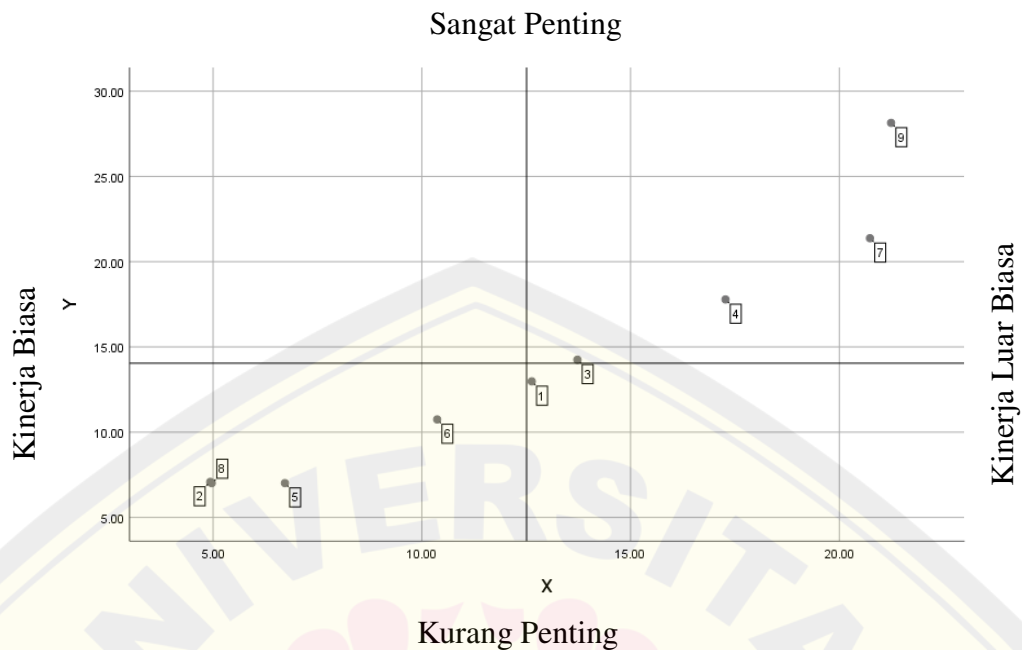 Sangat Penting
30.00
25.00
20.00
15.00
10.00
5.00
Y
Kinerja Biasa
Kinerja Luar Biasa
9
7
4
3
1
6
8
2
5
5.00 10.00 15.00 20.00
X
Kurang Penting
NIVERSITA